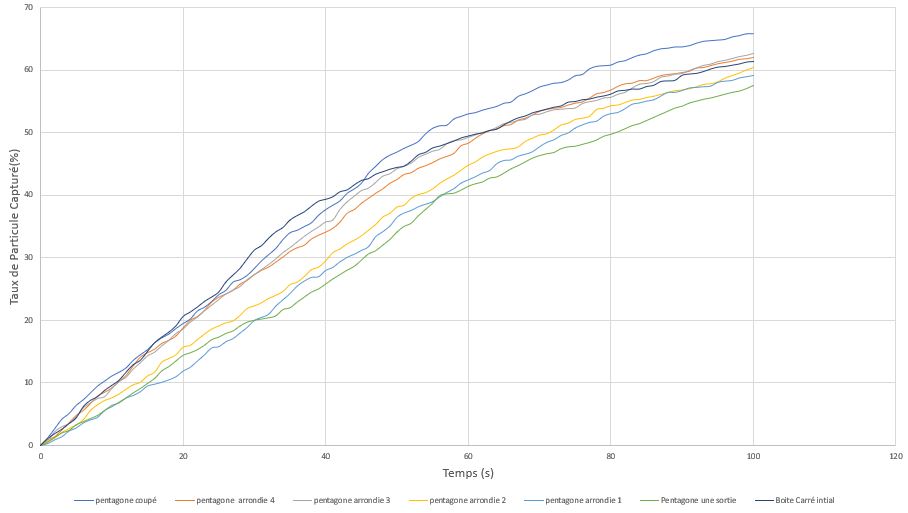 70
60
50
40
30
20
10
0
Taux de Particule Capturé(%)
0 20 40 60 80 100 120
Temps (s)
pentagone coupé pentagone arrondie 4 pentagone arrondie 3 pentagone arrondie 2 pentagone arrondie 1 Pentagone une sortie Boite Carré intial